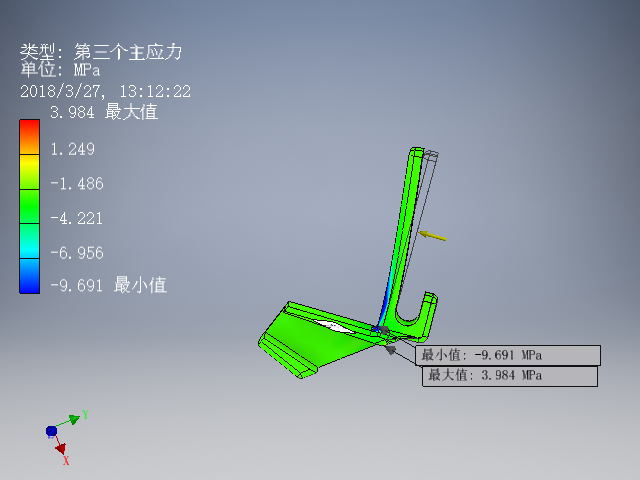 类型: 第三个主应力
单位: MPa
2018/3/27, 13:12:22
3.984 最大值
1.249
-1.486
-4.221
-6.956
-9.691 最小值
最小值: -9.691 MPa
最大值: 3.984 MPa
Y
X